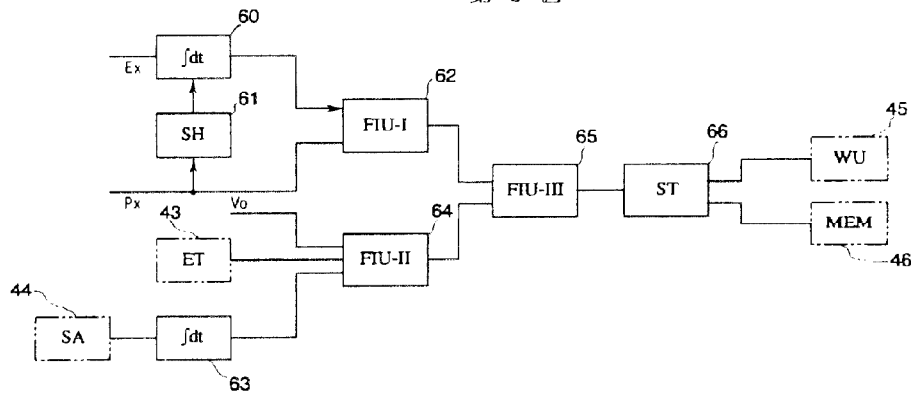 60
∫dt
Ex
61
SH
62
FIU-I
Px
Vo
43
ET
64
FIU-II
65
FIU-III
66
ST
45
WU
MEM
46
44
SA
∫dt
63